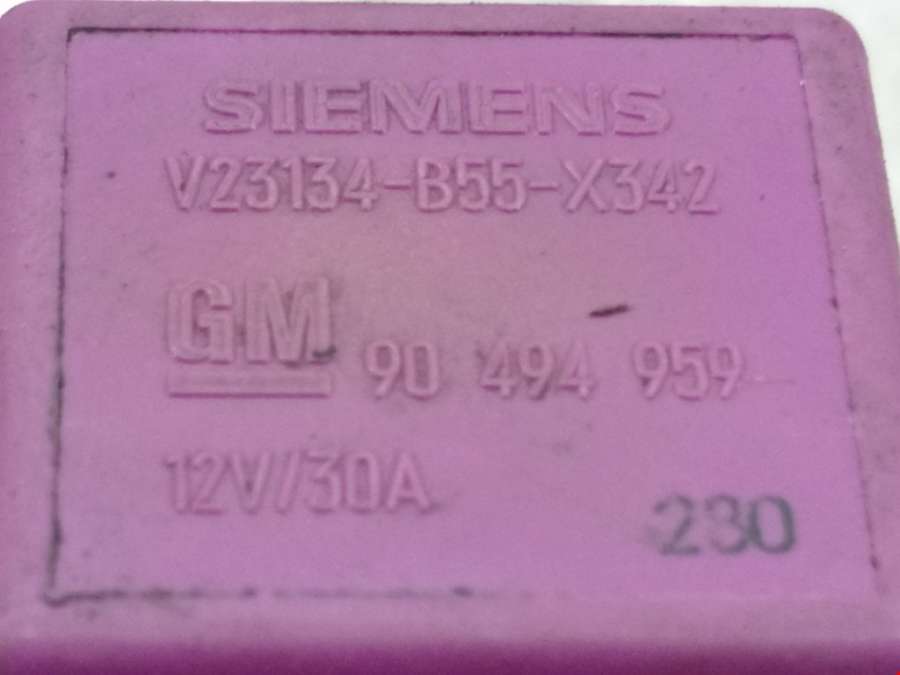 SIEMENS
V23134-B55-X342
GM 90 494 959
12V/30A
230